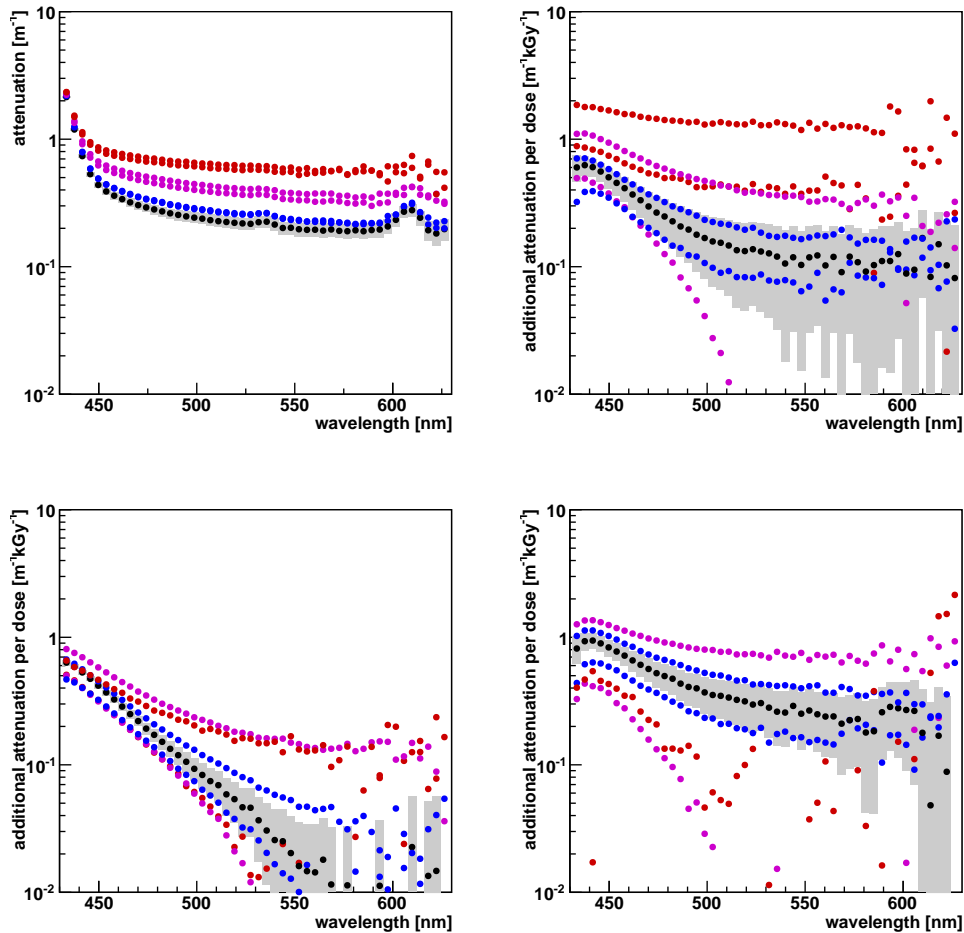 attenuation [m⁻¹]
10
1
10⁻¹
10⁻²
450 500 550 600
wavelength [nm]
additional attenuation per dose [m⁻¹kGy⁻¹]
10
1
10⁻¹
10⁻²
450 500 550 600
wavelength [nm]
additional attenuation per dose [m⁻¹kGy⁻¹]
10
1
10⁻¹
10⁻²
450 500 550 600
wavelength [nm]
additional attenuation per dose [m⁻¹kGy⁻¹]
10
1
10⁻¹
10⁻²
450 500 550 600
wavelength [nm]